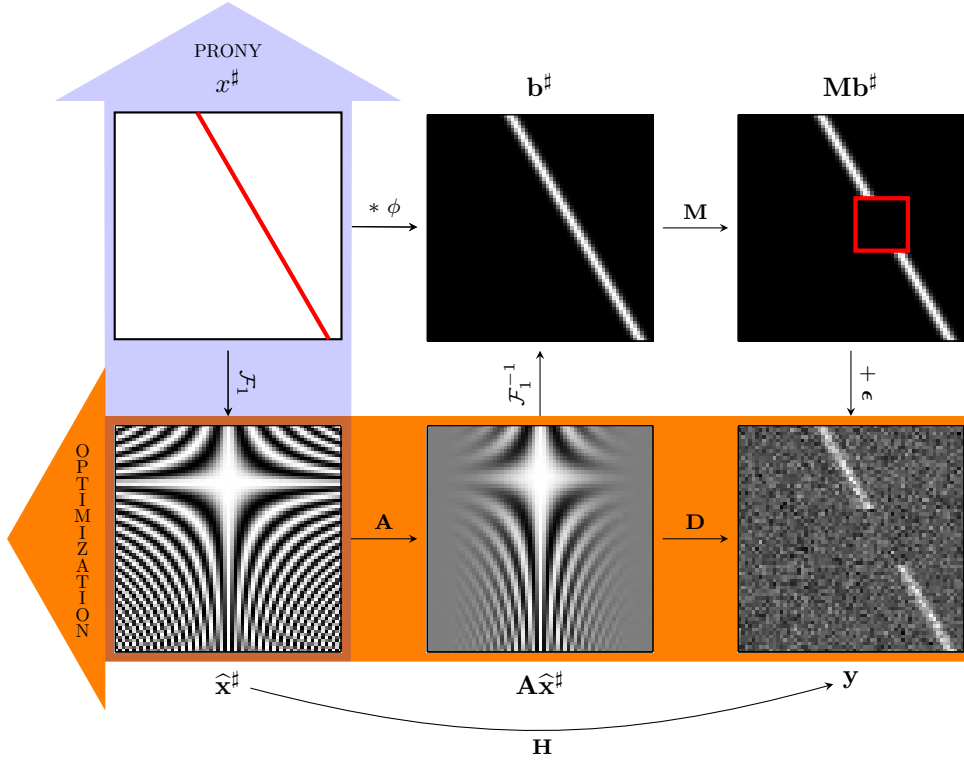 PRONY
x^♯
b^♯
Mb^♯
* ϕ
M
F₁
F₁⁻¹
+ ϵ
OPTIMIZATION
A
D
x̂^♯
Ax̂^♯
y
H